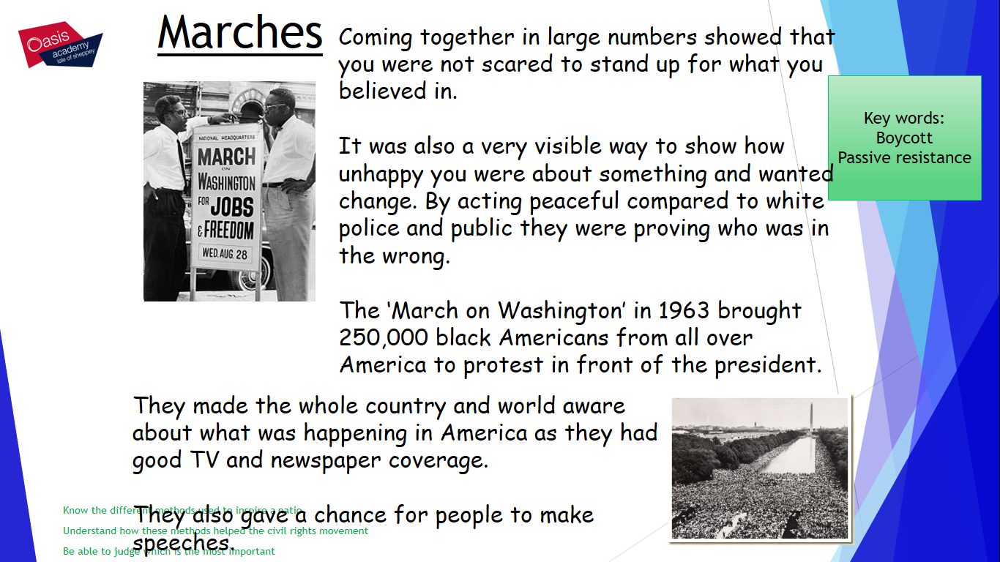 Oasis
academy
isle of sheppey
Marches
Coming together in large numbers showed that
you were not scared to stand up for what you
believed in.
It was also a very visible way to show how
unhappy you were about something and wanted
change. By acting peaceful compared to white
police and public they were proving who was in
the wrong.
The ‘March on Washington’ in 1963 brought
250,000 black Americans from all over
America to protest in front of the president.
Key words:
Boycott
Passive resistance
NATIONAL HEADQUARTERS
MARCH
ON
WASHINGTON
FOR JOBS
& FREEDOM
WED. AUG. 28
They made the whole country and world aware
about what was happening in America as they had
good TV and newspaper coverage.
They also gave a chance for people to make
speeches.
Know the different methods used to inspire a natio
Understand how these methods helped the civil rights movement
Be able to judge which is the most important